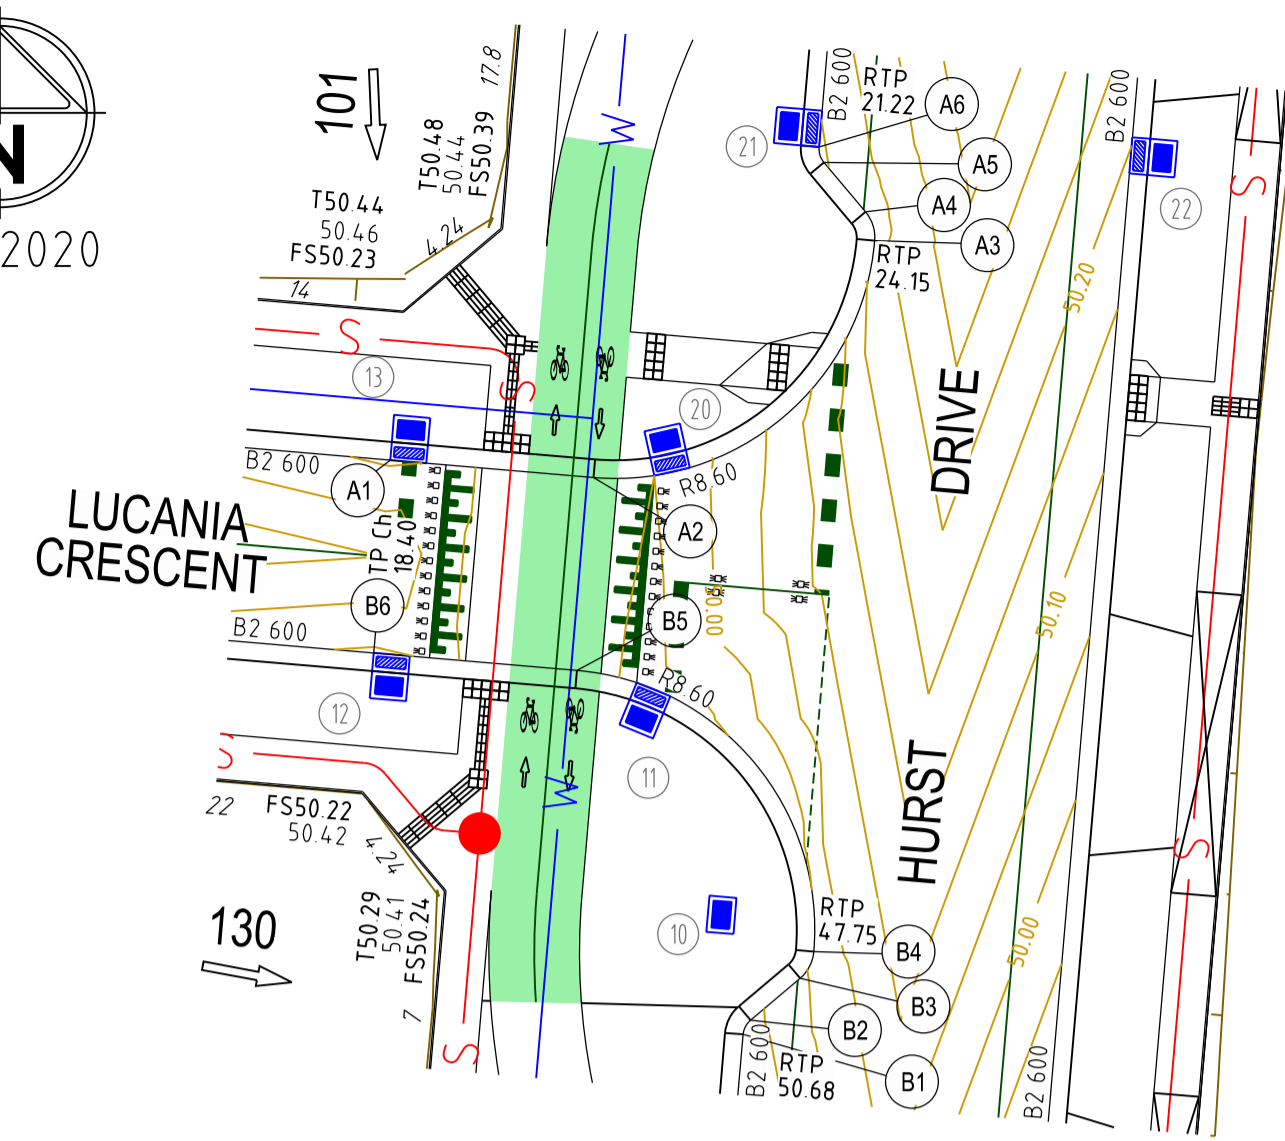 N
2020
101
17.8
T50.48
50.44
FS50.39
T50.44
50.46
FS50.23
4.24
14
S
13
B2 600
A1
LUCANIA
CRESCENT
TP Ch
18.40
B6
B2 600
12
S
22
FS50.22
50.42
4.24
T50.29
50.41
FS50.24
7
130
S
W
S
20
R8.60
A2
B5
50.00
R8.60
11
W
10
21
B2 600
RTP
21.22
A6
A5
A4
A3
RTP
24.15
B2 600
22
S
50.20
DRIVE
50.10
HURST
S
50.00
RTP
47.75
B4
B3
B2
B1
B2 600
RTP
50.68
B2 600